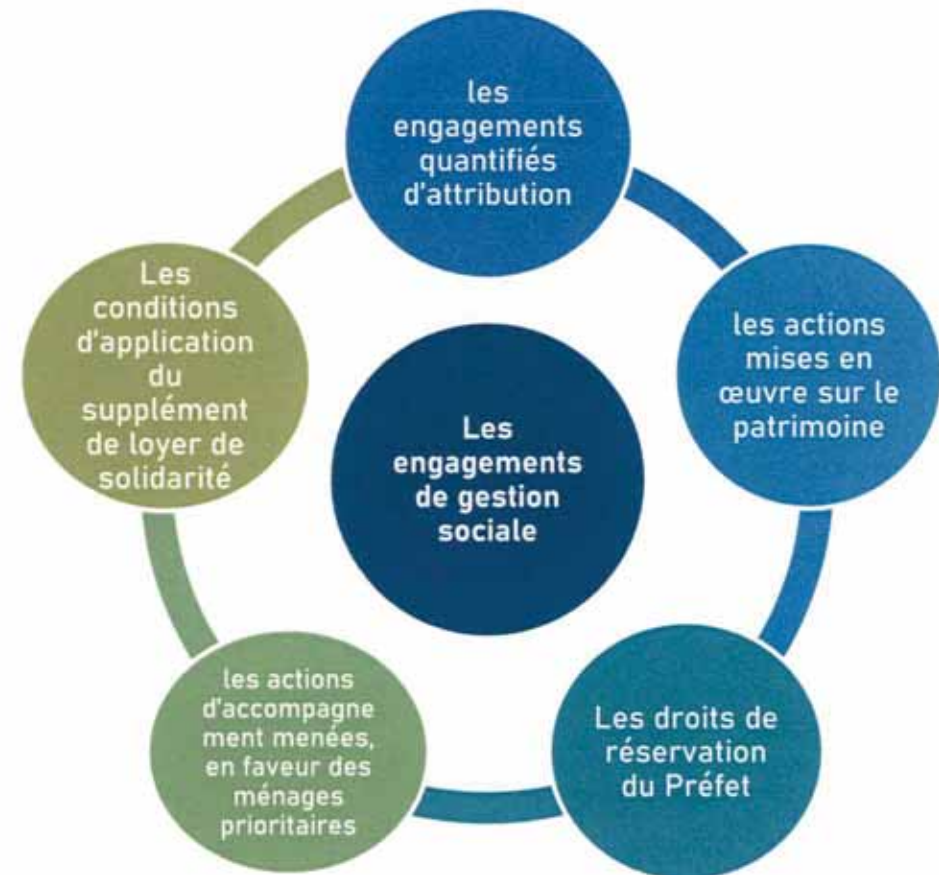 les
engagements
quantifiés
d'attribution
les actions
mises en
œuvre sur le
patrimoine
Les droits de
réservation
du Préfet
les actions
d'accompagne
ment menées,
en faveur des
ménages
prioritaires
Les
conditions
d'application
du
supplément
de loyer de
solidarité
Les
engagements
de gestion
sociale